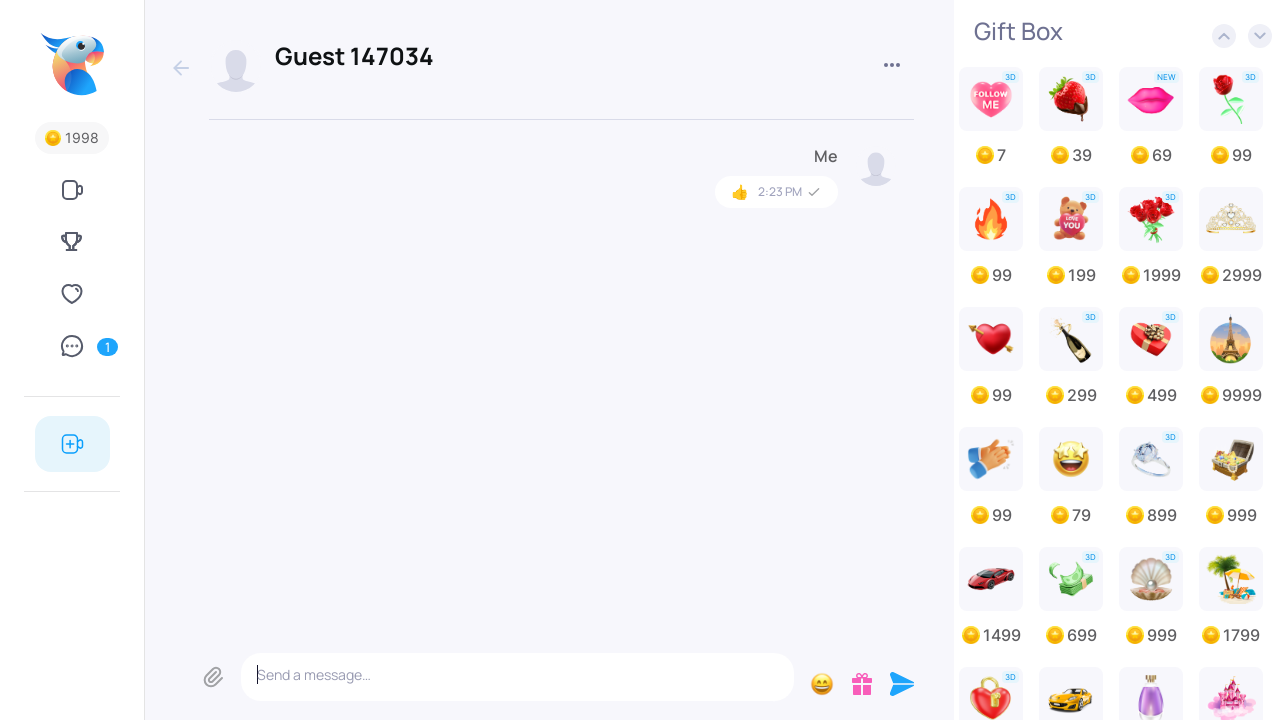 1998
1
Guest 147034
Me
👍 2:23 PM
Send a message...
Gift Box
3D 3D NEW 3D
FOLLOW ME
7 39 69 99
3D 3D 3D
LOVE YOU
99 199 1999 2999
3D 3D
99 299 499 9999
3D
99 79 899 999
3D 3D
1499 699 999 1799
3D